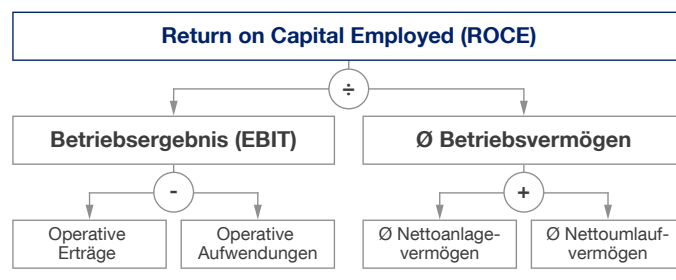 Return on Capital Employed (ROCE)
÷
Betriebsergebnis (EBIT)
Ø Betriebsvermögen
-
+
Operative
Erträge
Operative
Aufwendungen
Ø Nettoanlage-
vermögen
Ø Nettoumlauf-
vermögen